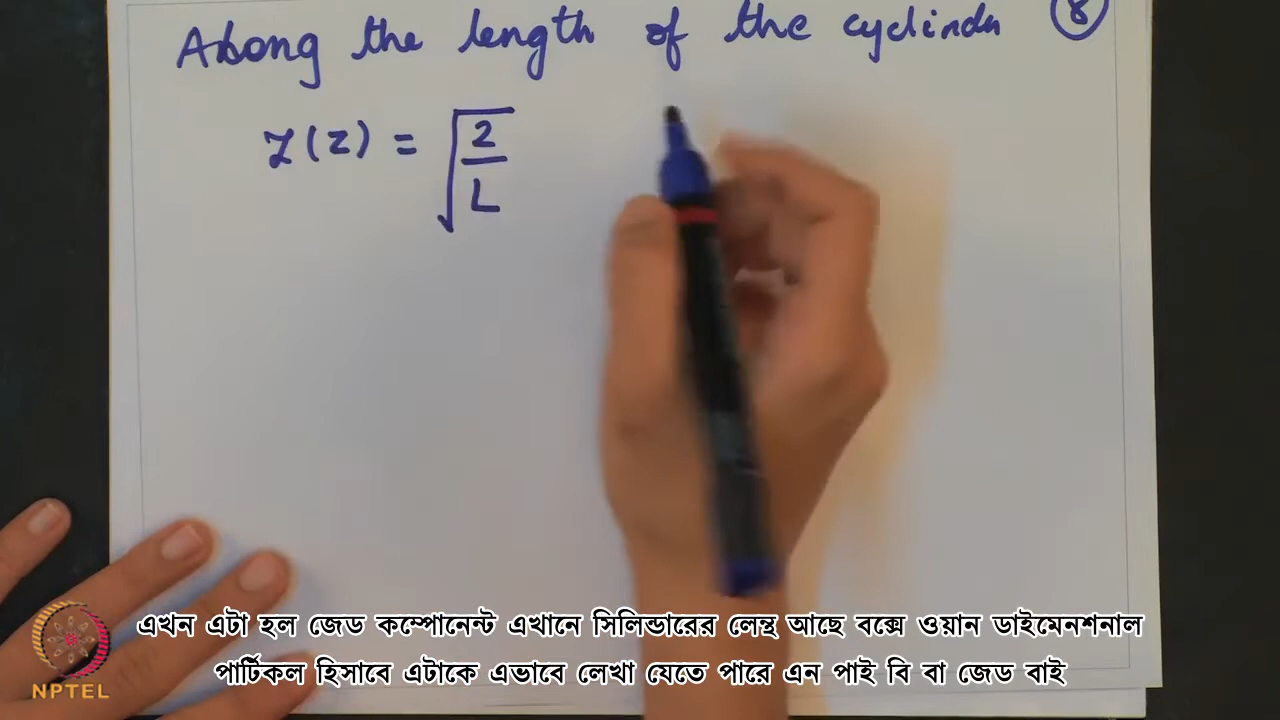 Along the length of the cylinder ⑧
Z(z) = √(2/L)
এখন এটা হল জেড কম্পোনেন্ট এখানে সিলিন্ডারের লেন্থ আছে বক্সে ওয়ান ডাইমেনশনাল
পার্টিকল হিসাবে এটাকে এভাবে লেখা যেতে পারে এন পাই বি বা জেড বাই
NPTEL